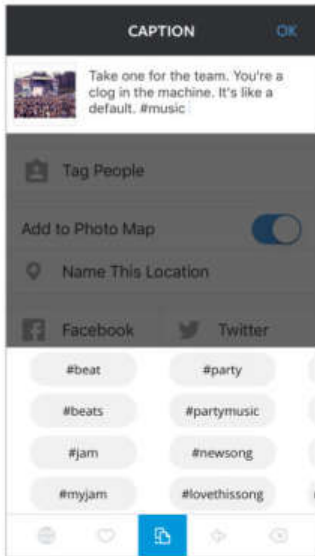 CAPTION OK
Take one for the team. You're a
clog in the machine. It's like a
default. #music
Tag People
Add to Photo Map
Name This Location
Facebook Twitter
#beat #party
#beats #partymusic
#jam #newsong
#myjam #lovethissong